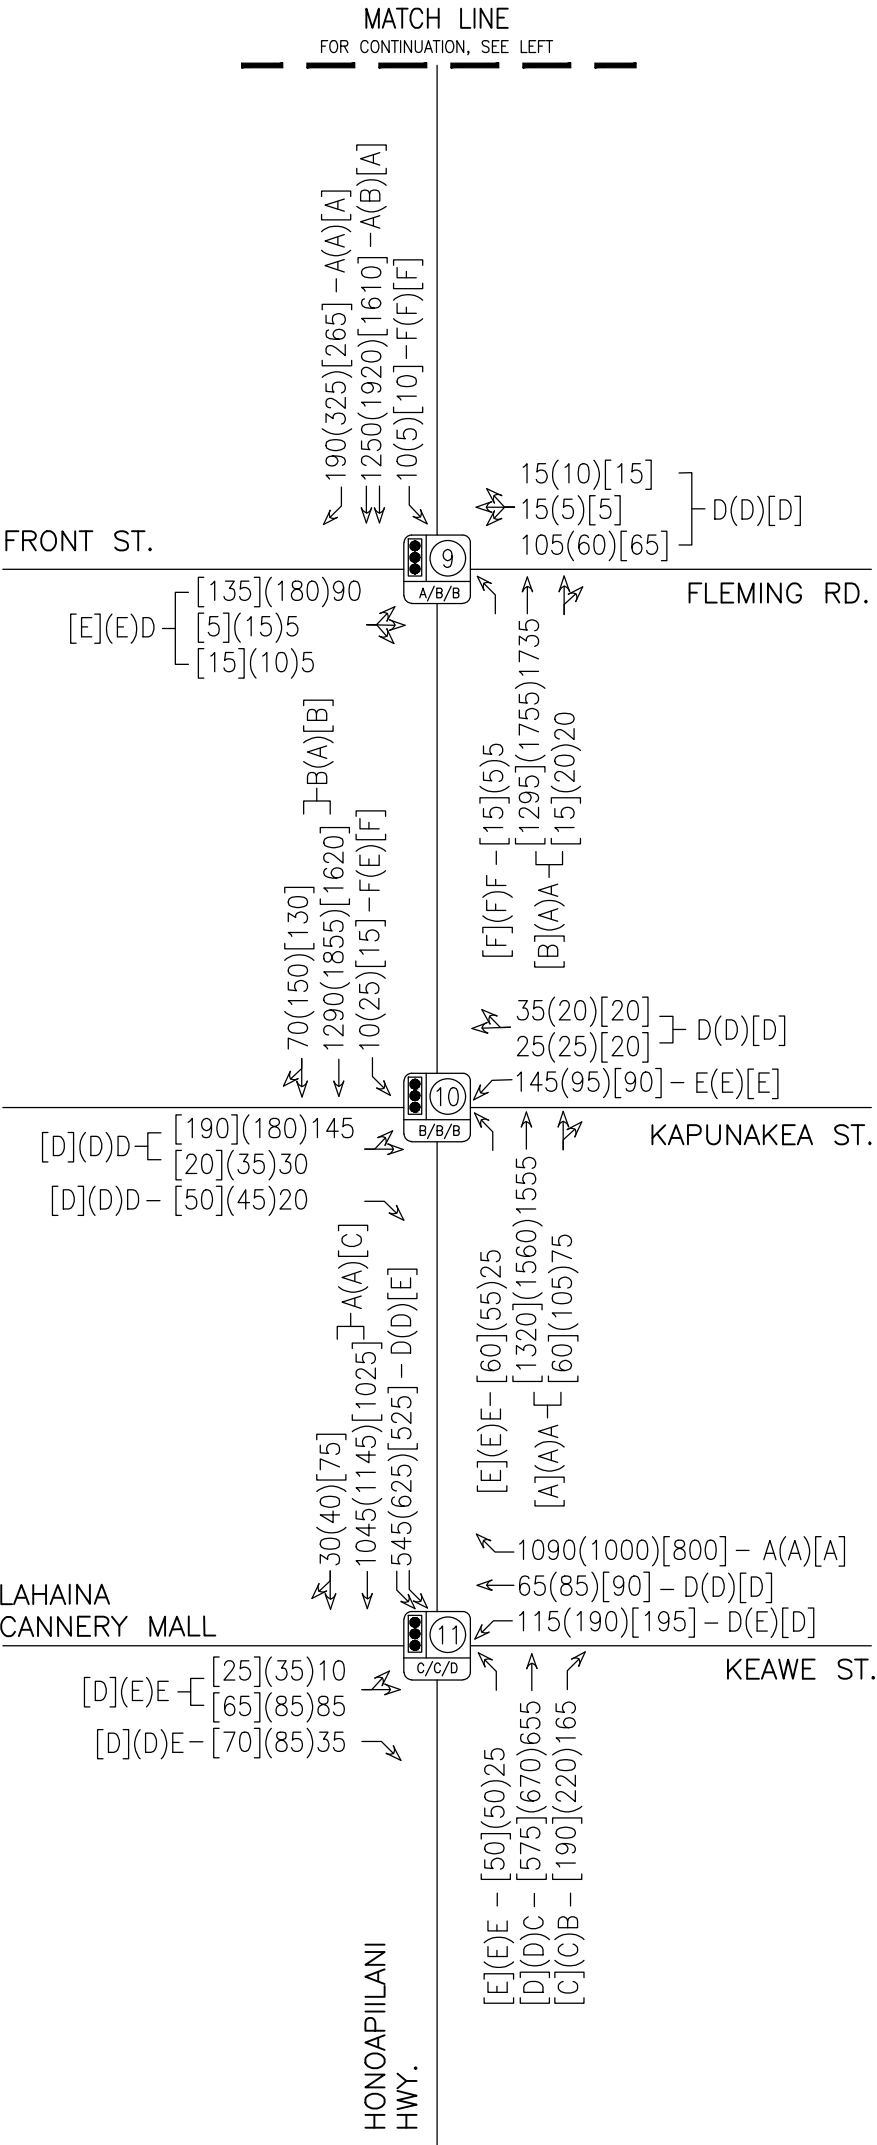 MATCH LINE
FOR CONTINUATION, SEE LEFT
190(325)[265] – A(A)[A]
1250(1920)[1610] – A(B)[A]
10(5)[10] – F(F)[F]
15(10)[15]
15(5)[5]
105(60)[65]
D(D)[D]
FRONT ST.
9
A/B/B
FLEMING RD.
[135](180)90
[5](15)5
[15](10)5
[E](E)D
[F](F)F – [15](5)5
[1295](1755)1735
[15](20)20
[B](A)A
70(150)[130]
1290(1855)[1620]
B(A)[B]
10(25)[15] – F(E)[F]
35(20)[20]
25(25)[20]
D(D)[D]
145(95)[90] – E(E)[E]
10
B/B/B
KAPUNAKEA ST.
[190](180)145
[20](35)30
[D](D)D
[D](D)D – [50](45)20
[E](E)E – [60](55)25
[1320](1560)1555
[60](105)75
[A](A)A
30(40)[75]
1045(1145)[1025]
A(A)[C]
545(625)[525] – D(D)[E]
1090(1000)[800] – A(A)[A]
65(85)[90] – D(D)[D]
115(190)[195] – D(E)[D]
LAHAINA
CANNERY MALL
11
C/C/D
KEAWE ST.
[25](35)10
[65](85)85
[D](E)E
[D](D)E – [70](85)35
[E](E)E – [50](50)25
[D](D)C – [575](670)655
[C](C)B – [190](220)165
HONOAPIILANI
HWY.